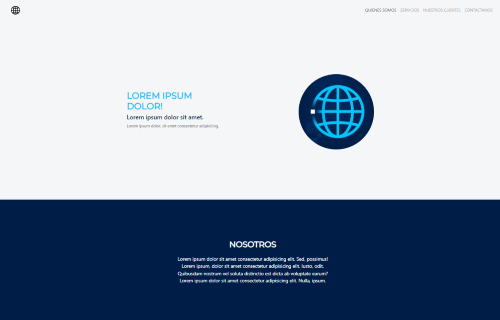 QUIENES SOMOS SERVICIOS NUESTROS CLIENTES CONTACTANOS
LOREM IPSUM
DOLOR!
Lorem ipsum dolor sit amet.
Lorem ipsum dolor, sit amet consectetur adipisicing.
NOSOTROS
Lorem ipsum dolor sit amet consectetur adipisicing elit. Sed, possimus!
Lorem ipsum, dolor sit amet consectetur adipisicing elit. Iusto, odit.
Quibusdam nostrum vel soluta distinctio est dicta ab voluptate earum?
Lorem ipsum dolor sit amet consectetur adipisicing elit. Nulla, ipsum.